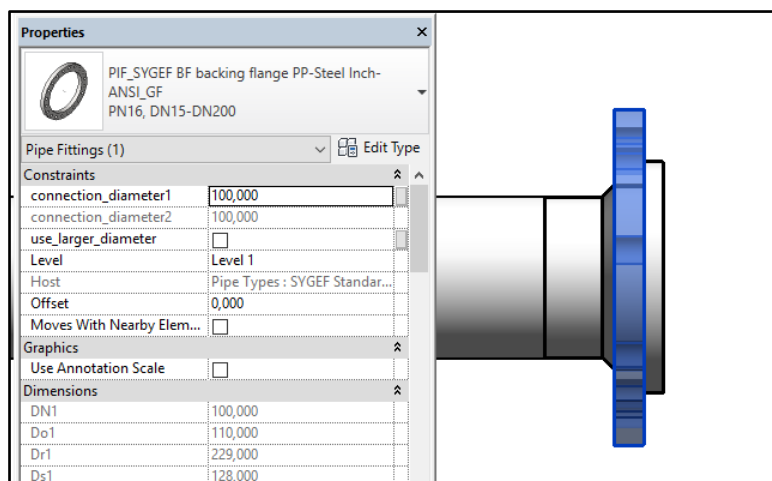 Properties
PIF_SYGEF BF backing flange PP-Steel Inch-
ANSI_GF
PN16, DN15-DN200
Pipe Fittings (1) Edit Type
Constraints
connection_diameter1 100,000
connection_diameter2 100,000
use_larger_diameter
Level Level 1
Host Pipe Types : SYGEF Standar...
Offset 0,000
Moves With Nearby Elem...
Graphics
Use Annotation Scale
Dimensions
DN1 100,000
Do1 110,000
Dr1 229,000
Ds1 128,000